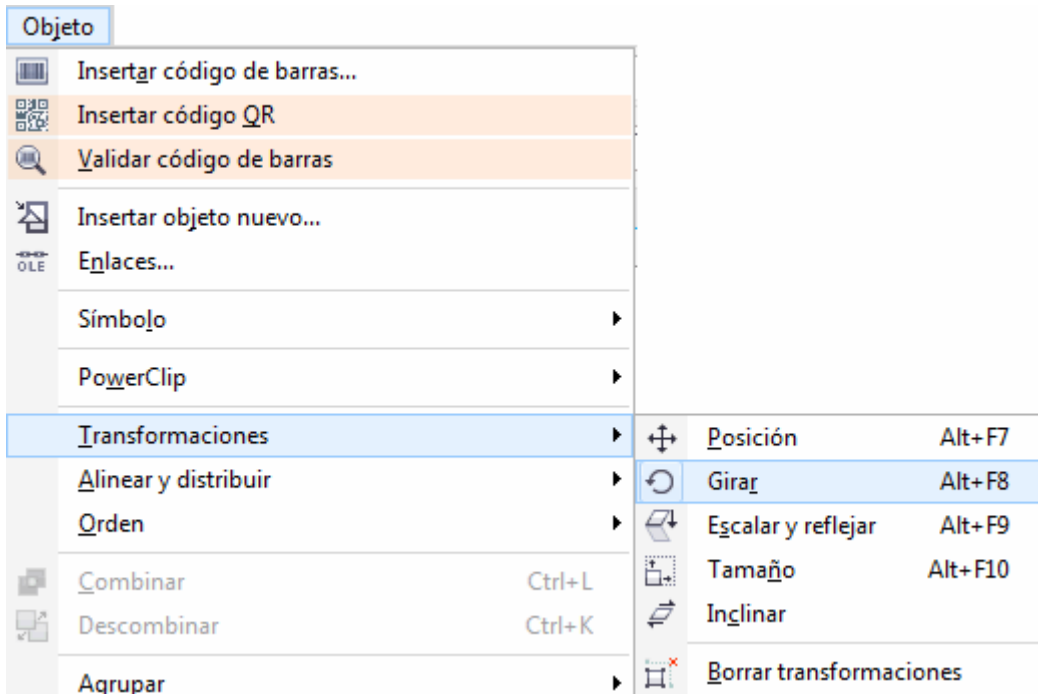 Objeto
Insertar código de barras...
Insertar código QR
Validar código de barras
Insertar objeto nuevo...
OLE Enlaces...
Símbolo
PowerClip
Transformaciones
Alinear y distribuir
Orden
Combinar Ctrl+L
Descombinar Ctrl+K
Agrupar
Posición Alt+F7
Girar Alt+F8
Escalar y reflejar Alt+F9
Tamaño Alt+F10
Inclinar
Borrar transformaciones